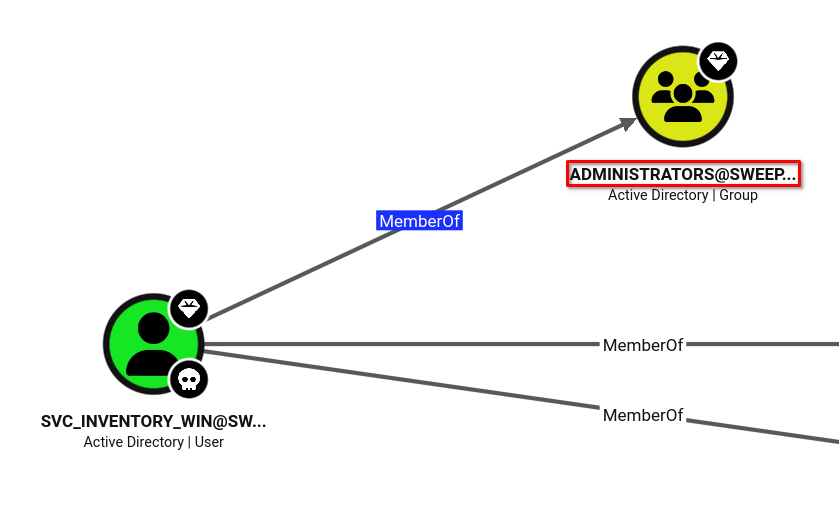 ADMINISTRATORS@SWEEP...
Active Directory | Group
MemberOf
MemberOf
MemberOf
SVC_INVENTORY_WIN@SW...
Active Directory | User